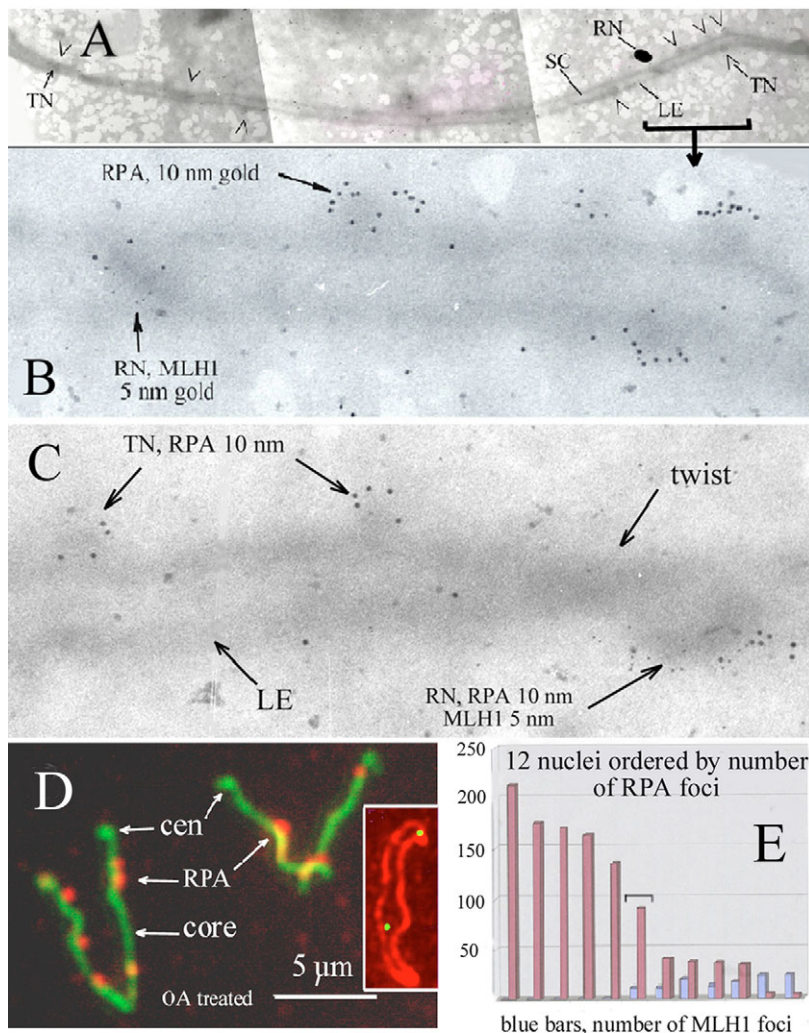 A
TN
RN
SC
LE
TN
RPA, 10 nm gold
RN, MLH1
5 nm gold
B
C
TN, RPA 10 nm
twist
LE
RN, RPA 10 nm
MLH1 5 nm
D
cen
RPA
core
OA treated
5 µm
250
200
150
100
50
12 nuclei ordered by number
of RPA foci
E
blue bars, number of MLH1 foci